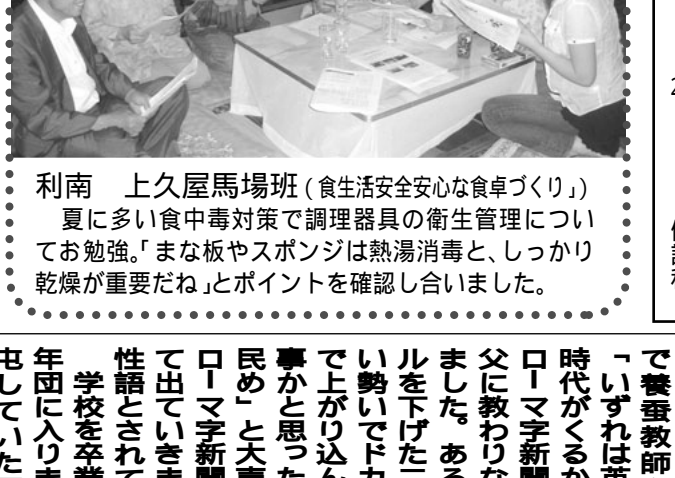 利南　上久屋馬場班(食生活安全安心な食卓づくり」)
夏に多い食中毒対策で調理器具の衛生管理につい
てお勉強。「まな板やスポンジは熱湯消毒と、しっかり
乾燥が重要だね」とポイントを確認し合いました。
で養蚕教師
「いずれは英
時代がくるか
ローマ字新聞
父に教わりな
ました。ある
ルを下げた二
い勢いでドカ
で上がり込ん
事かと思った
民め」と大声
ローマ字新聞
て出ていきま
性語とされて
学校を卒業
年団に入りま
屯していた